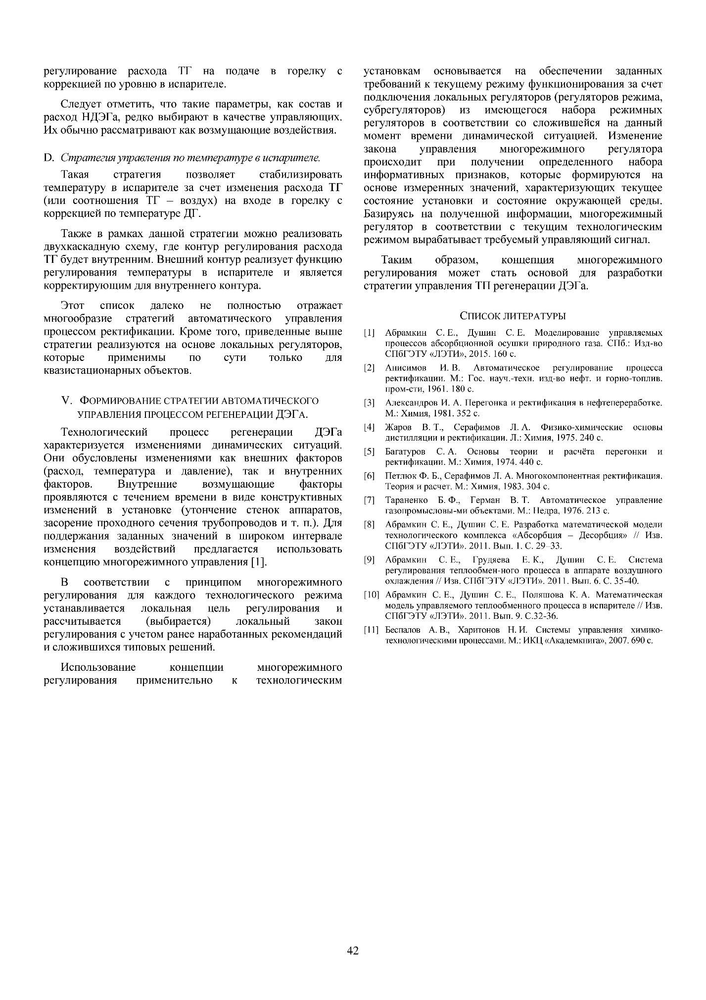 регулирование расхода ТГ на подаче в горелку с
коррекцией по уровню в испарителе.
Следует отметить, что такие параметры, как состав и
расход НДЭГа, редко выбирают в качестве управляющих.
Их обычно рассматривают как возмущающие воздействия.
D. Стратегия управления по температуре в испарителе.
Такая стратегия позволяет стабилизировать
температуру в испарителе за счет изменения расхода ТГ
(или соотношения ТГ – воздух) на входе в горелку с
коррекцией по температуре ДГ.
Также в рамках данной стратегии можно реализовать
двухкаскадную схему, где контур регулирования расхода
ТГ будет внутренним. Внешний контур реализует функцию
регулирования температуры в испарителе и является
корректирующим для внутреннего контура.
Этот список далеко не полностью отражает
многообразие стратегий автоматического управления
процессом ректификации. Кроме того, приведенные выше
стратегии реализуются на основе локальных регуляторов,
которые применимы по сути только для
квазистационарных объектов.
V. ФОРМИРОВАНИЕ СТРАТЕГИИ АВТОМАТИЧЕСКОГО
УПРАВЛЕНИЯ ПРОЦЕССОМ РЕГЕНЕРАЦИИ ДЭГА.
Технологический процесс регенерации ДЭГа
характеризуется изменениями динамических ситуаций.
Они обусловлены изменениями как внешних факторов
(расход, температура и давление), так и внутренних
факторов. Внутренние возмущающие факторы
проявляются с течением времени в виде конструктивных
изменений в установке (утончение стенок аппаратов,
засорение проходного сечения трубопроводов и т. п.). Для
поддержания заданных значений в широком интервале
изменения воздействий предлагается использовать
концепцию многорежимного управления [1].
В соответствии с принципом многорежимного
регулирования для каждого технологического режима
устанавливается локальная цель регулирования и
рассчитывается (выбирается) локальный закон
регулирования с учетом ранее наработанных рекомендаций
и сложившихся типовых решений.
Использование концепции многорежимного
регулирования применительно к технологическим
установкам основывается на обеспечении заданных
требований к текущему режиму функционирования за счет
подключения локальных регуляторов (регуляторов режима,
субрегуляторов) из имеющегося набора режимных
регуляторов в соответствии со сложившейся на данный
момент времени динамической ситуацией. Изменение
закона управления многорежимного регулятора
происходит при получении определенного набора
информативных признаков, которые формируются на
основе измеренных значений, характеризующих текущее
состояние установки и состояние окружающей среды.
Базируясь на полученной информации, многорежимный
регулятор в соответствии с текущим технологическим
режимом вырабатывает требуемый управляющий сигнал.
Таким образом, концепция многорежимного
регулирования может стать основой для разработки
стратегии управления ТП регенерации ДЭГа.
СПИСОК ЛИТЕРАТУРЫ
[1] Абрамкин С. Е., Душин С. Е. Моделирование управляемых
процессов абсорбционной осушки природного газа. СПб.: Изд-во
СПбГЭТУ «ЛЭТИ», 2015. 160 с.
[2] Анисимов И. В. Автоматическое регулирование процесса
ректификации. М.: Гос. науч.-техн. изд-во нефт. и горно-топлив.
пром-сти, 1961. 180 с.
[3] Александров И. А. Перегонка и ректификация в нефтепереработке.
М.: Химия, 1981. 352 с.
[4] Жаров В. Т., Серафимов Л. А. Физико-химические основы
дистилляции и ректификации. Л.: Химия, 1975. 240 с.
[5] Багатуров С. А. Основы теории и расчёта перегонки и
ректификации. М.: Химия, 1974. 440 с.
[6] Петлюк Ф. Б., Серафимов Л. А. Многокомпонентная ректификация.
Теория и расчет. М.: Химия, 1983. 304 с.
[7] Тараненко Б. Ф., Герман В. Т. Автоматическое управление
газопромысловы-ми объектами. М.: Недра, 1976. 213 с.
[8] Абрамкин С. Е., Душин С. Е. Разработка математической модели
технологического комплекса «Абсорбция – Десорбция» // Изв.
СПбГЭТУ «ЛЭТИ». 2011. Вып. 1. С. 29–33.
[9] Абрамкин С. Е., Грудяева Е. К., Душин С. Е. Система
регулирования теплообмен-ного процесса в аппарате воздушного
охлаждения // Изв. СПбГЭТУ «ЛЭТИ». 2011. Вып. 6. С. 35-40.
[10] Абрамкин С. Е., Душин С. Е., Поляшова К. А. Математическая
модель управляемого теплообменного процесса в испарителе // Изв.
СПбГЭТУ «ЛЭТИ». 2011. Вып. 9. С.32-36.
[11] Беспалов А. В., Харитонов Н. И. Системы управления химико-
технологическими процессами. М.: ИКЦ «Академкнига», 2007. 690 с.
42